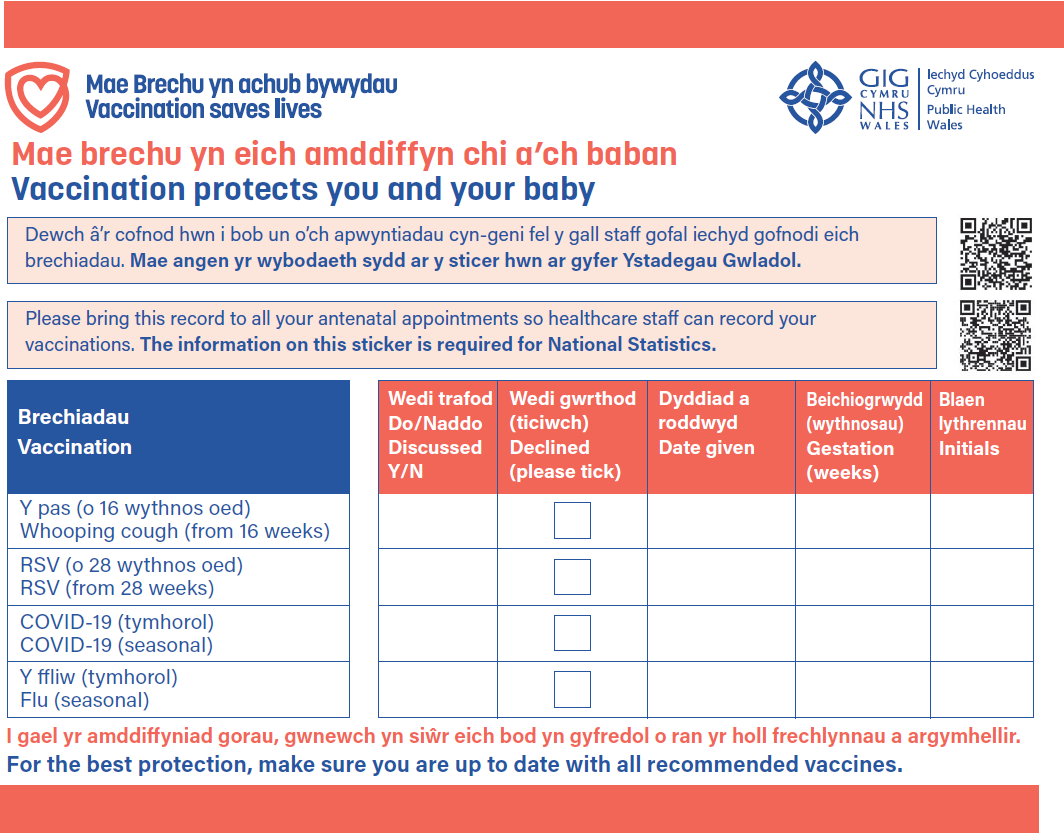 Mae Brechu yn achub bywydau
Vaccination saves lives
GIG
CYMRU
NHS
WALES
Iechyd Cyhoeddus
Cymru
Public Health
Wales
Mae brechu yn eich amddiffyn chi a’ch baban
Vaccination protects you and your baby
Dewch â’r cofnod hwn i bob un o’ch apwyntiadau cyn-geni fel y gall staff gofal iechyd gofnodi eich
brechiadau. Mae angen yr wybodaeth sydd ar y sticer hwn ar gyfer Ystadegau Gwladol.
Please bring this record to all your antenatal appointments so healthcare staff can record your
vaccinations. The information on this sticker is required for National Statistics.
Brechiadau
Vaccination
Wedi trafod
Do/Naddo
Discussed
Y/N
Wedi gwrthod
(ticiwch)
Declined
(please tick)
Dyddiad a
roddwyd
Date given
Beichiogrwydd
(wythnosau)
Gestation
(weeks)
Blaen
lythrennau
Initials
Y pas (o 16 wythnos oed)
Whooping cough (from 16 weeks)
RSV (o 28 wythnos oed)
RSV (from 28 weeks)
COVID-19 (tymhorol)
COVID-19 (seasonal)
Y ffliw (tymhorol)
Flu (seasonal)
I gael yr amddiffyniad gorau, gwnewch yn siŵr eich bod yn gyfredol o ran yr holl frechlynnau a argymhellir.
For the best protection, make sure you are up to date with all recommended vaccines.